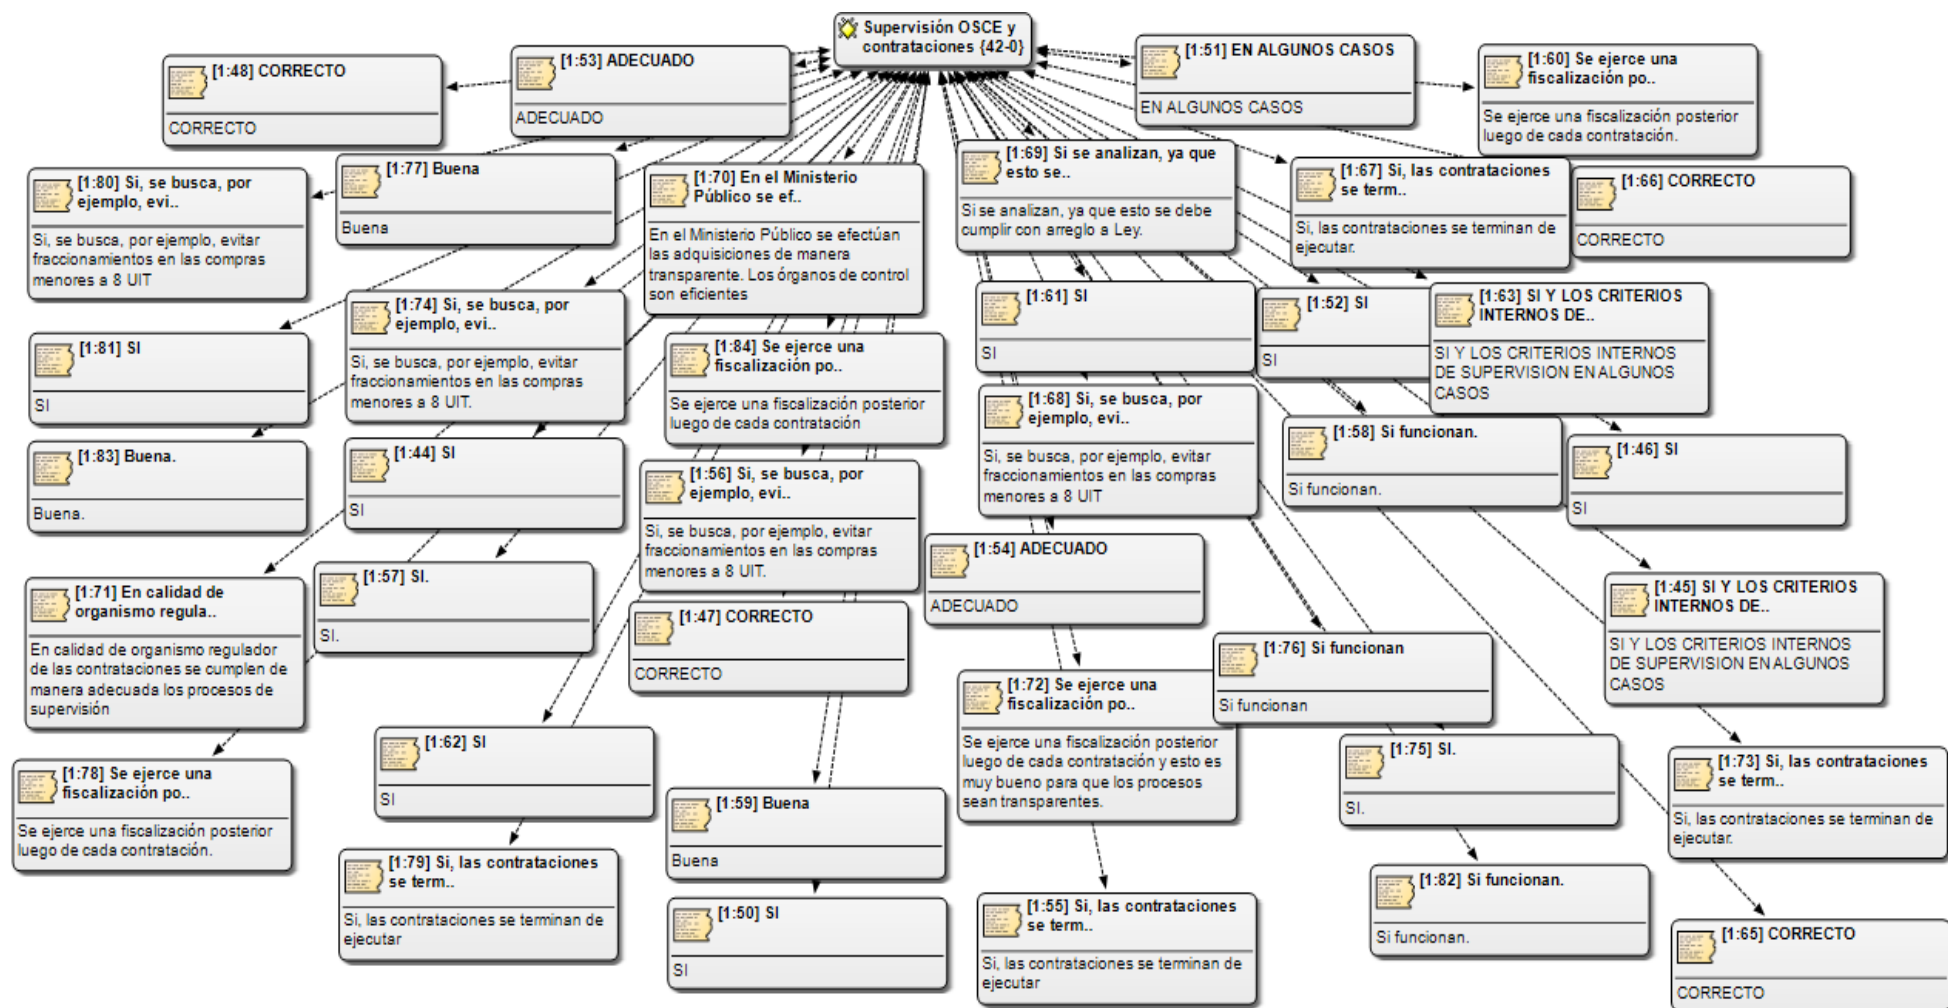 Supervisión OSCE y
contrataciones {42-0}
[1:48] CORRECTO
CORRECTO
[1:53] ADECUADO
ADECUADO
[1:51] EN ALGUNOS CASOS
EN ALGUNOS CASOS
[1:60] Se ejerce una
fiscalización po..
Se ejerce una fiscalización posterior
luego de cada contratación.
[1:80] Si, se busca, por
ejemplo, evi..
Si, se busca, por ejemplo, evitar
fraccionamientos en las compras
menores a 8 UIT
[1:77] Buena
Buena
[1:70] En el Ministerio
Público se ef..
En el Ministerio Público se efectúan
las adquisiciones de manera
transparente. Los órganos de control
son eficientes
[1:69] Si se analizan, ya que
esto se..
Si se analizan, ya que esto se debe
cumplir con arreglo a Ley.
[1:67] Si, las contrataciones
se term..
Si, las contrataciones se terminan de
ejecutar.
[1:66] CORRECTO
CORRECTO
[1:81] SI
SI
[1:74] Si, se busca, por
ejemplo, evi..
Si, se busca, por ejemplo, evitar
fraccionamientos en las compras
menores a 8 UIT.
[1:84] Se ejerce una
fiscalización po..
Se ejerce una fiscalización posterior
luego de cada contratación
[1:61] SI
SI
[1:52] SI
SI
[1:63] SI Y LOS CRITERIOS
INTERNOS DE..
SI Y LOS CRITERIOS INTERNOS
DE SUPERVISION EN ALGUNOS
CASOS
[1:83] Buena.
Buena.
[1:44] SI
SI
[1:56] Si, se busca, por
ejemplo, evi..
Si, se busca, por ejemplo, evitar
fraccionamientos en las compras
menores a 8 UIT.
[1:68] Si, se busca, por
ejemplo, evi..
Si, se busca, por ejemplo, evitar
fraccionamientos en las compras
menores a 8 UIT
[1:58] Si funcionan.
Si funcionan.
[1:46] SI
SI
[1:71] En calidad de
organismo regula..
En calidad de organismo regulador
de las contrataciones se cumplen de
manera adecuada los procesos de
supervisión
[1:57] SI.
SI.
[1:47] CORRECTO
CORRECTO
[1:54] ADECUADO
ADECUADO
[1:76] Si funcionan
Si funcionan
[1:45] SI Y LOS CRITERIOS
INTERNOS DE..
SI Y LOS CRITERIOS INTERNOS
DE SUPERVISION EN ALGUNOS
CASOS
[1:78] Se ejerce una
fiscalización po..
Se ejerce una fiscalización posterior
luego de cada contratación.
[1:62] SI
SI
[1:59] Buena
Buena
[1:72] Se ejerce una
fiscalización po..
Se ejerce una fiscalización posterior
luego de cada contratación y esto es
muy bueno para que los procesos
sean transparentes.
[1:75] SI.
SI.
[1:73] Si, las contrataciones
se term..
Si, las contrataciones se terminan de
ejecutar.
[1:79] Si, las contrataciones
se term..
Si, las contrataciones se terminan de
ejecutar
[1:50] SI
SI
[1:55] Si, las contrataciones
se term..
Si, las contrataciones se terminan de
ejecutar
[1:82] Si funcionan.
Si funcionan.
[1:65] CORRECTO
CORRECTO